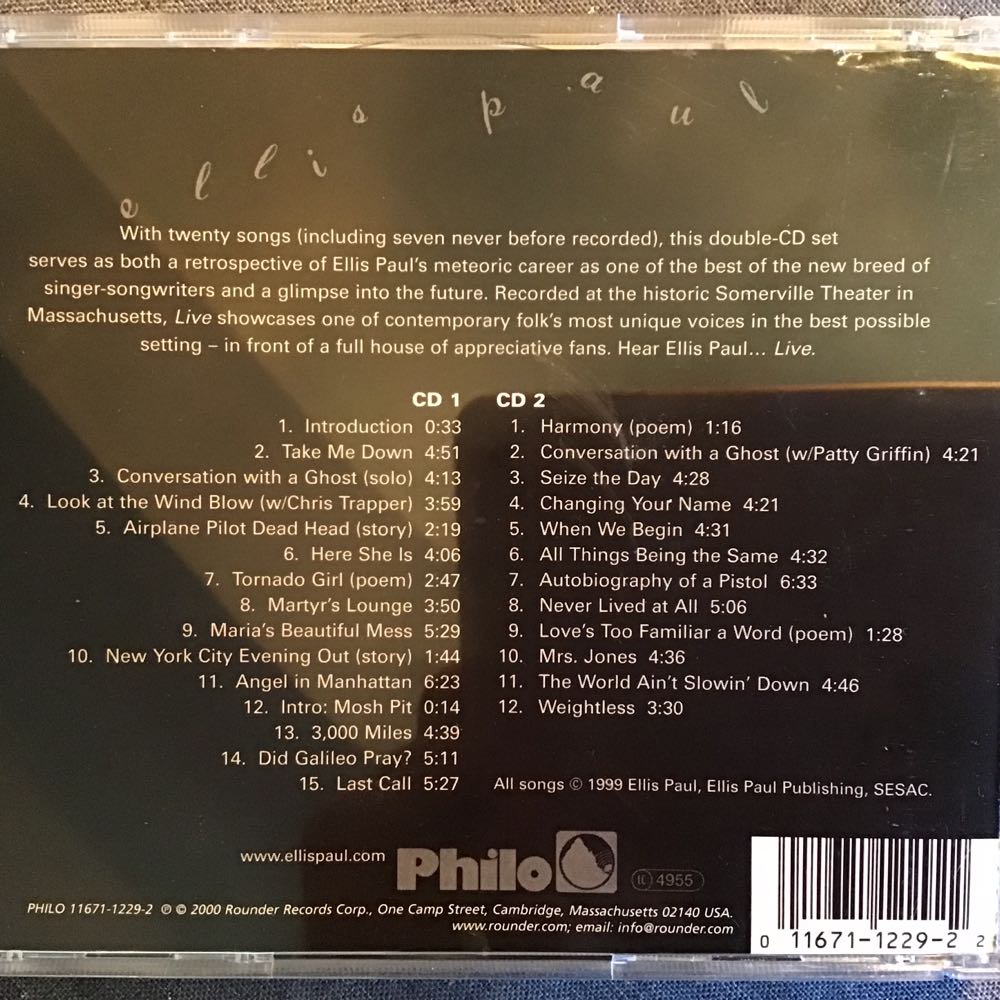 ellis paul
With twenty songs (including seven never before recorded), this double-CD set
serves as both a retrospective of Ellis Paul's meteoric career as one of the best of the new breed of
singer-songwriters and a glimpse into the future. Recorded at the historic Somerville Theater in
Massachusetts, Live showcases one of contemporary folk's most unique voices in the best possible
setting – in front of a full house of appreciative fans. Hear Ellis Paul... Live.
CD 1
1. Introduction 0:33
2. Take Me Down 4:51
3. Conversation with a Ghost (solo) 4:13
4. Look at the Wind Blow (w/Chris Trapper) 3:59
5. Airplane Pilot Dead Head (story) 2:19
6. Here She Is 4:06
7. Tornado Girl (poem) 2:47
8. Martyr's Lounge 3:50
9. Maria's Beautiful Mess 5:29
10. New York City Evening Out (story) 1:44
11. Angel in Manhattan 6:23
12. Intro: Mosh Pit 0:14
13. 3,000 Miles 4:39
14. Did Galileo Pray? 5:11
15. Last Call 5:27
CD 2
1. Harmony (poem) 1:16
2. Conversation with a Ghost (w/Patty Griffin) 4:21
3. Seize the Day 4:28
4. Changing Your Name 4:21
5. When We Begin 4:31
6. All Things Being the Same 4:32
7. Autobiography of a Pistol 6:33
8. Never Lived at All 5:06
9. Love's Too Familiar a Word (poem) 1:28
10. Mrs. Jones 4:36
11. The World Ain't Slowin' Down 4:46
12. Weightless 3:30
All songs © 1999 Ellis Paul, Ellis Paul Publishing, SESAC.
www.ellispaul.com
Philo
4955
PHILO 11671-1229-2 ℗ © 2000 Rounder Records Corp., One Camp Street, Cambridge, Massachusetts 02140 USA.
www.rounder.com; email: info@rounder.com
0 11671-1229-2 2